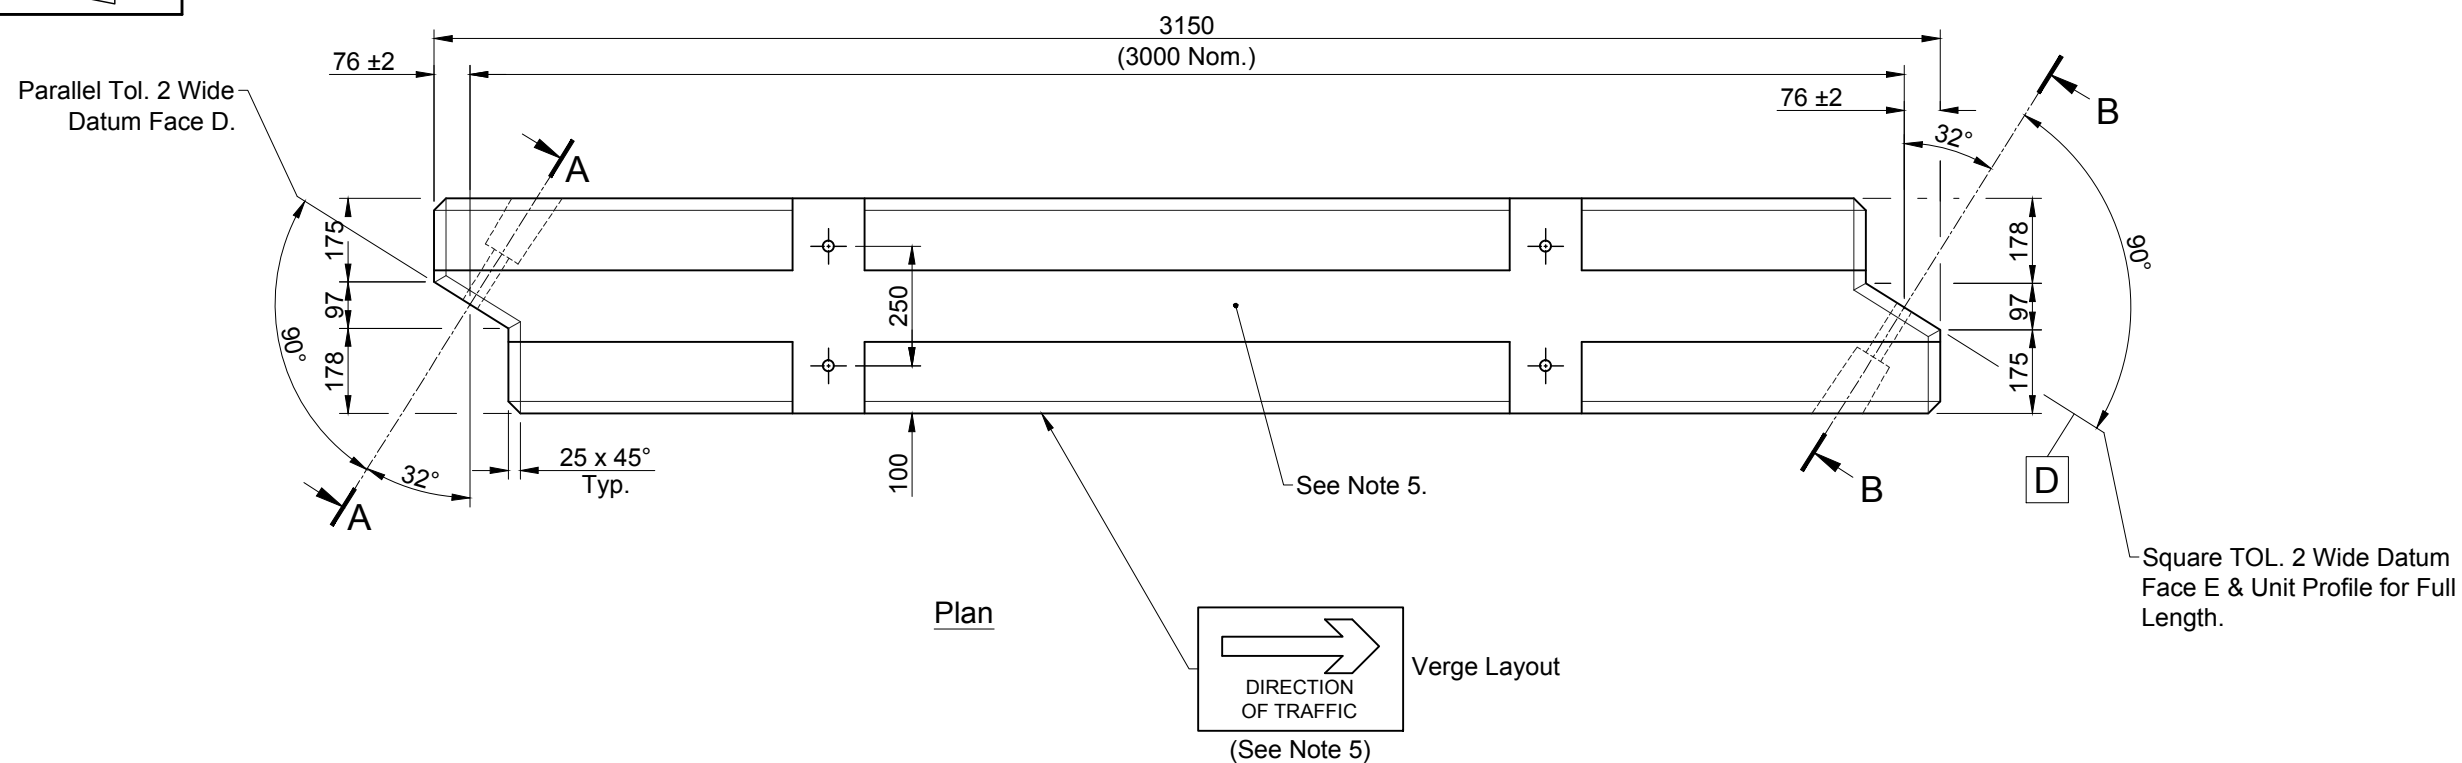 3150
(3000 Nom.)
76 ±2
Parallel Tol. 2 Wide
Datum Face D.
76 ±2
B
32°
A
175
97
178
90°
250
178
97
175
90°
32°
A
25 x 45°
Typ.
100
See Note 5.
B
D
Square TOL. 2 Wide Datum
Face E & Unit Profile for Full
Length.
Plan
DIRECTION
OF TRAFFIC
Verge Layout
(See Note 5)